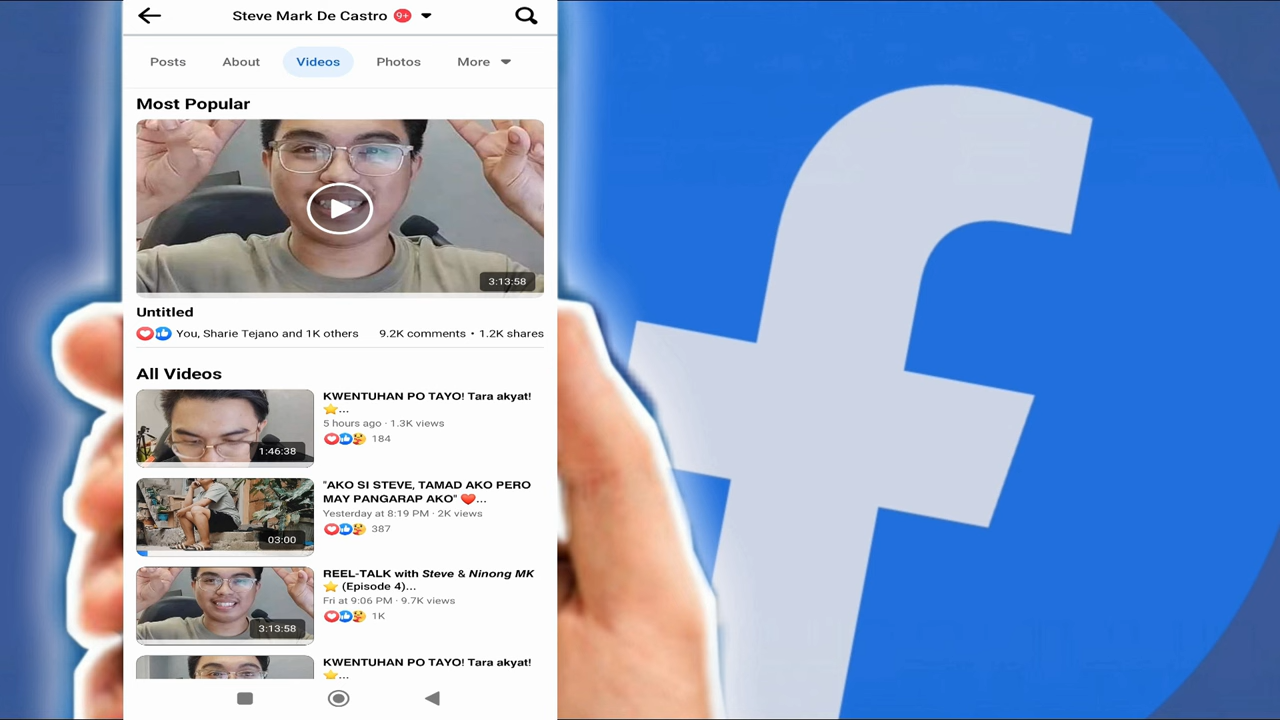 Steve Mark De Castro 9+
Posts About Videos Photos More
Most Popular
3:13:58
Untitled
You, Sharie Tejano and 1K others 9.2K comments • 1.2K shares
All Videos
KWENTUHAN PO TAYO! Tara akyat!
⭐...
5 hours ago · 1.3K views
184
1:46:38
"AKO SI STEVE, TAMAD AKO PERO
MAY PANGARAP AKO" ❤️...
Yesterday at 8:19 PM · 2K views
387
03:00
REEL-TALK with Steve & Ninong MK
⭐ (Episode 4)...
Fri at 9:06 PM · 9.7K views
1K
3:13:58
KWENTUHAN PO TAYO! Tara akyat!
⭐...
f